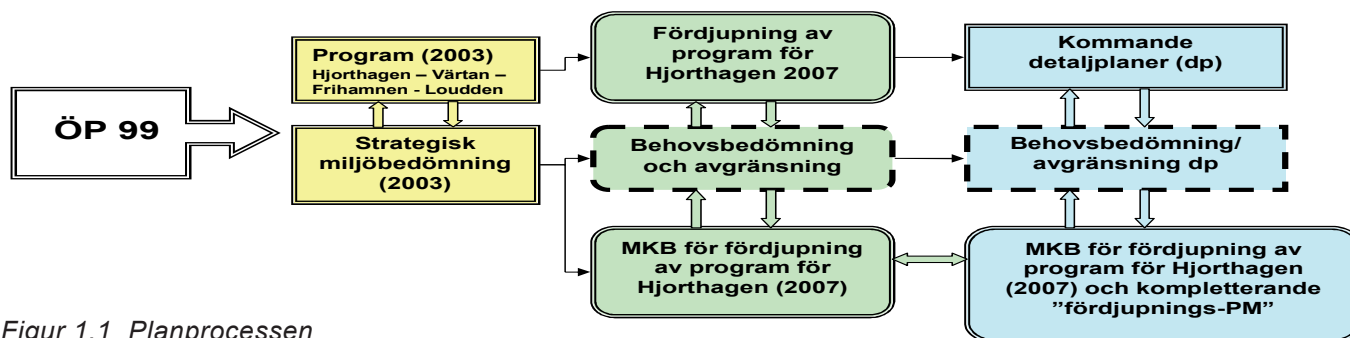 ÖP 99
Program (2003)
Hjorthagen – Värtan –
Frihamnen - Loudden
Strategisk
miljöbedömning
(2003)
Fördjupning av
program för
Hjorthagen 2007
Behovsbedömning
och avgränsning
MKB för fördjupning
av program för
Hjorthagen (2007)
Kommande
detaljplaner (dp)
Behovsbedömning/
avgränsning dp
MKB för fördjupning av
program för Hjorthagen
(2007) och kompletterande
”fördjupnings-PM”
Figur 1.1 Planprocessen